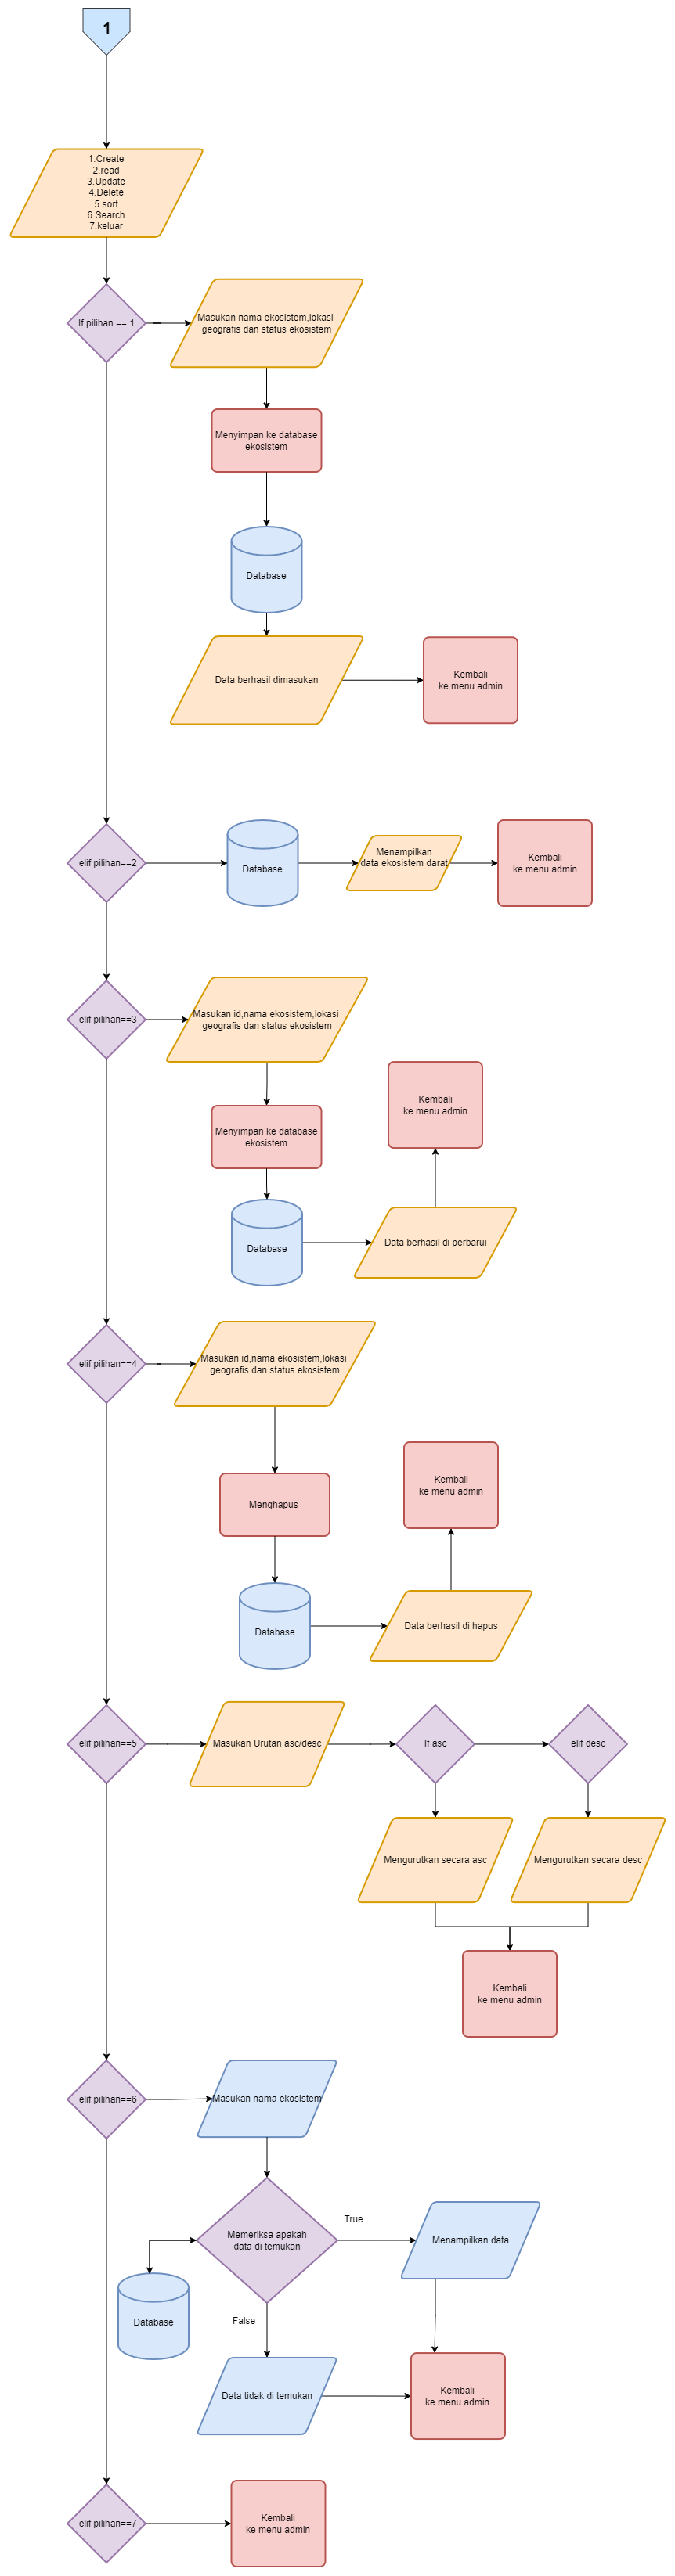 1
1.Create
2.read
3.Update
4.Delete
5.sort
6.Search
7.keluar
If pilihan == 1
Masukan nama ekosistem,lokasi
geografis dan status ekosistem
Menyimpan ke database
ekosistem
Database
Data berhasil dimasukan
Kembali
ke menu admin
elif pilihan==2
Database
Menampilkan
data ekosistem darat
Kembali
ke menu admin
elif pilihan==3
Masukan id,nama ekosistem,lokasi
geografis dan status ekosistem
Kembali
ke menu admin
Menyimpan ke database
ekosistem
Database
Data berhasil di perbarui
elif pilihan==4
Masukan id,nama ekosistem,lokasi
geografis dan status ekosistem
Kembali
ke menu admin
Menghapus
Database
Data berhasil di hapus
elif pilihan==5
Masukan Urutan asc/desc
If asc
elif desc
Mengurutkan secara asc
Mengurutkan secara desc
Kembali
ke menu admin
elif pilihan==6
Masukan nama ekosistem
Memeriksa apakah
data di temukan
True
Menampilkan data
Database
False
Data tidak di temukan
Kembali
ke menu admin
elif pilihan==7
Kembali
ke menu admin